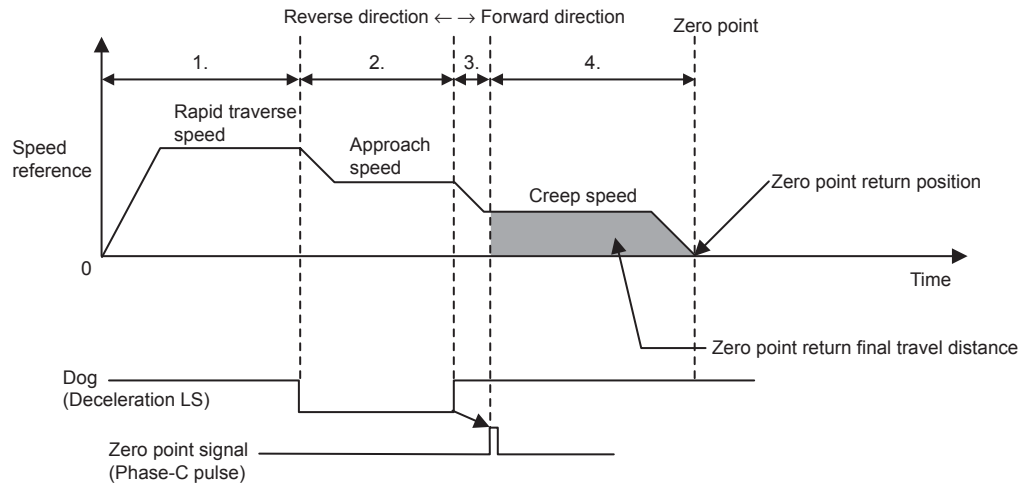 Reverse direction ← → Forward direction
Zero point
1.
2.
3.
4.
Rapid traverse
speed
Approach
speed
Speed
reference
Creep speed
Zero point return position
0
Time
Zero point return final travel distance
Dog
(Deceleration LS)
Zero point signal
(Phase-C pulse)